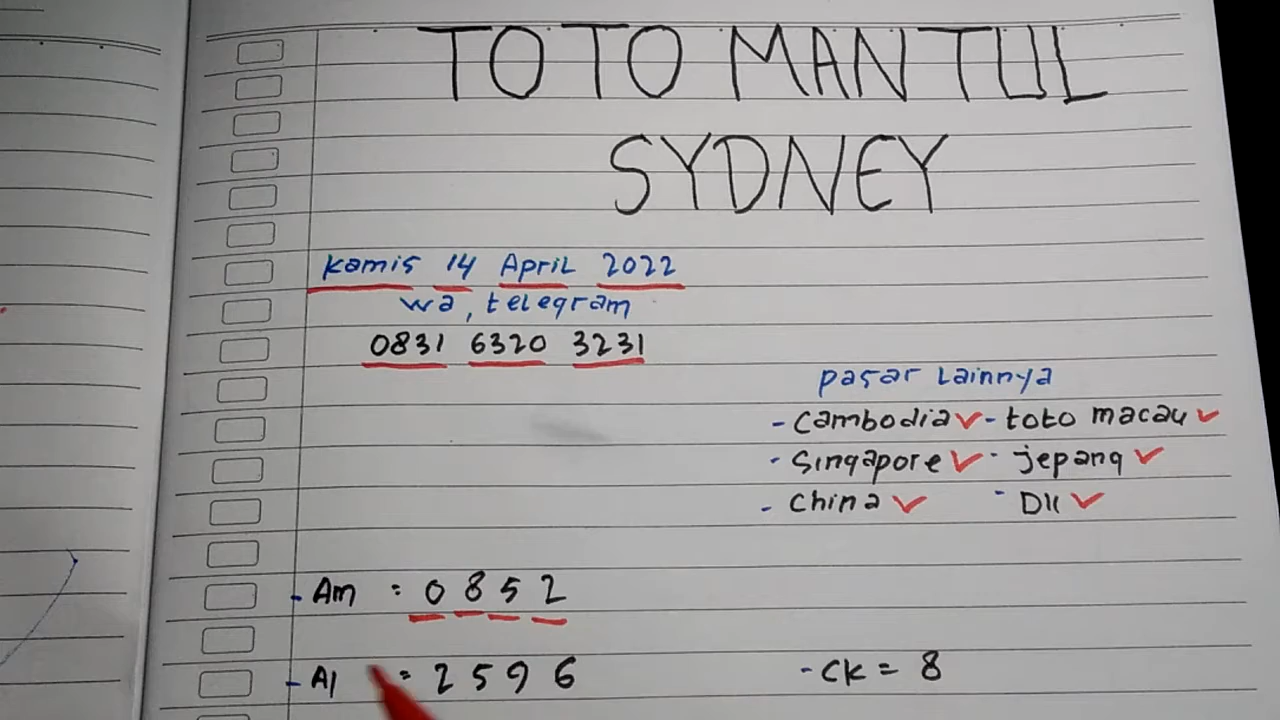 TOTO MANTUL
SYDNEY
kamis 14 April 2022
wa, telegram
0831 6320 3231
pasar Lainnya
- Cambodia ✓ - toto macau ✓
- Singapore ✓ - jepang ✓
- China ✓ - Dll ✓
- Am = 0852
- AI = 2596
- CK = 8